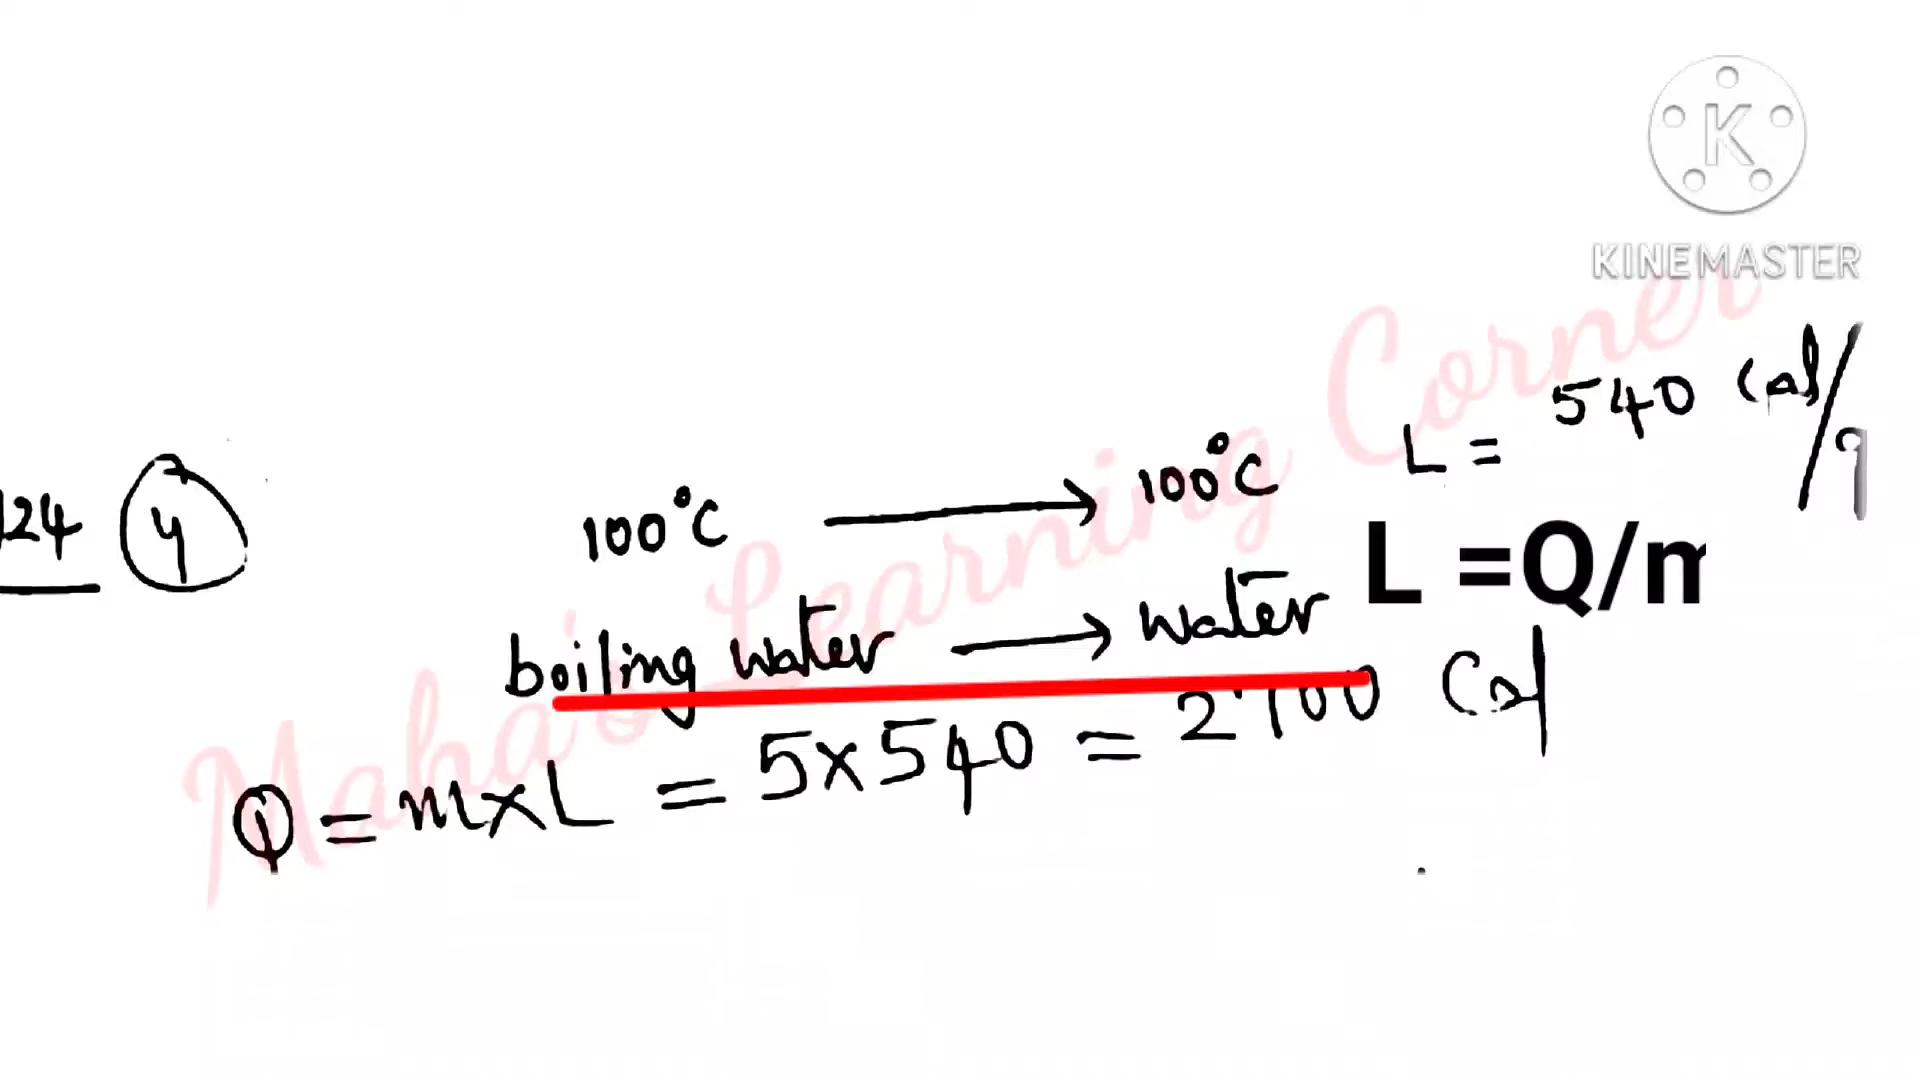 KINEMASTER
Maha's Learning Corner
L = 540 Cal/g
100°C → 100°C
124 4
L =Q/m
boiling water → water
Q = m×L = 5×540 = 2700 Cal